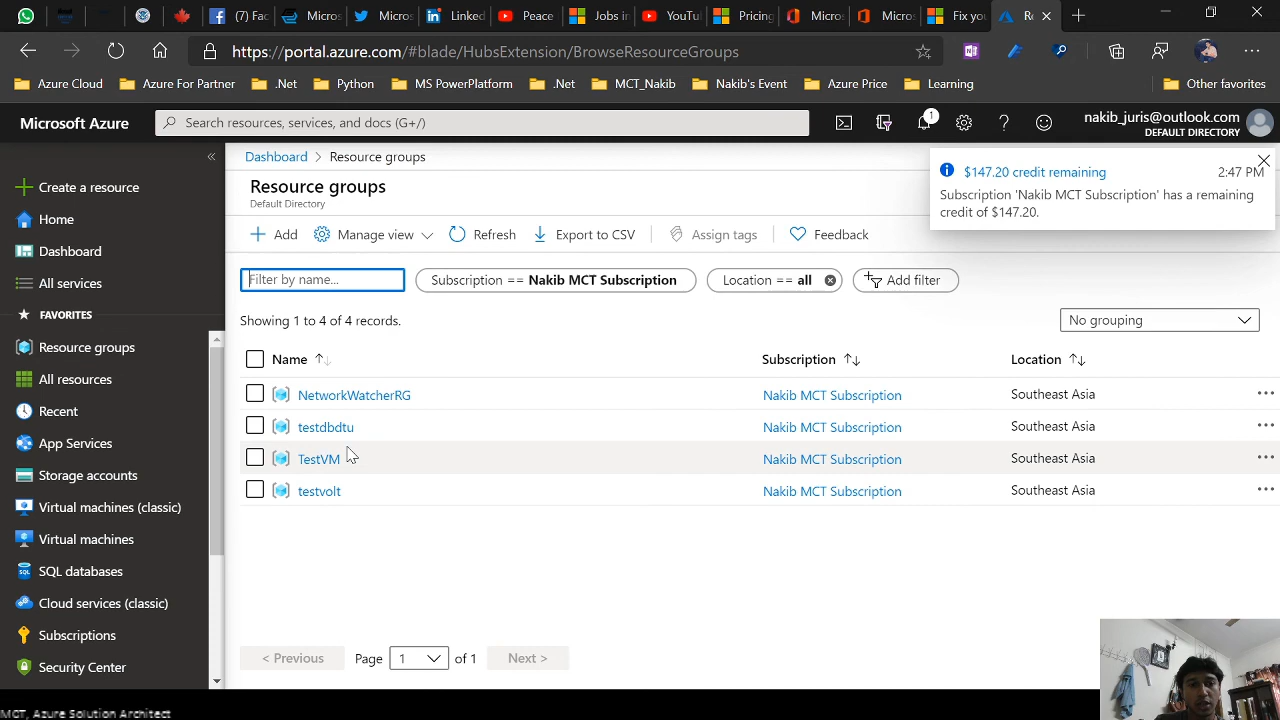 (7) Fac
Micros
Micros
Linked
Peace
Jobs in
YouTu
Pricing
Micros
Micros
Fix you
Re
https://portal.azure.com/#blade/HubsExtension/BrowseResourceGroups
Azure Cloud
Azure For Partner
.Net
Python
MS PowerPlatform
.Net
MCT_Nakib
Nakib's Event
Azure Price
Learning
Other favorites
Microsoft Azure
Search resources, services, and docs (G+/)
1
nakib_juris@outlook.com
DEFAULT DIRECTORY
Create a resource
Home
Dashboard
All services
FAVORITES
Resource groups
All resources
Recent
App Services
Storage accounts
Virtual machines (classic)
Virtual machines
SQL databases
Cloud services (classic)
Subscriptions
Security Center
Dashboard > Resource groups
Resource groups
Default Directory
$147.20 credit remaining 2:47 PM
Subscription 'Nakib MCT Subscription' has a remaining
credit of $147.20.
Add
Manage view
Refresh
Export to CSV
Assign tags
Feedback
Filter by name...
Subscription == Nakib MCT Subscription
Location == all
Add filter
Showing 1 to 4 of 4 records.
No grouping
Name Subscription Location
NetworkWatcherRG Nakib MCT Subscription Southeast Asia
testdbdtu Nakib MCT Subscription Southeast Asia
TestVM Nakib MCT Subscription Southeast Asia
testvolt Nakib MCT Subscription Southeast Asia
< Previous Page 1 of 1 Next >
MCT, Azure Solution Architect